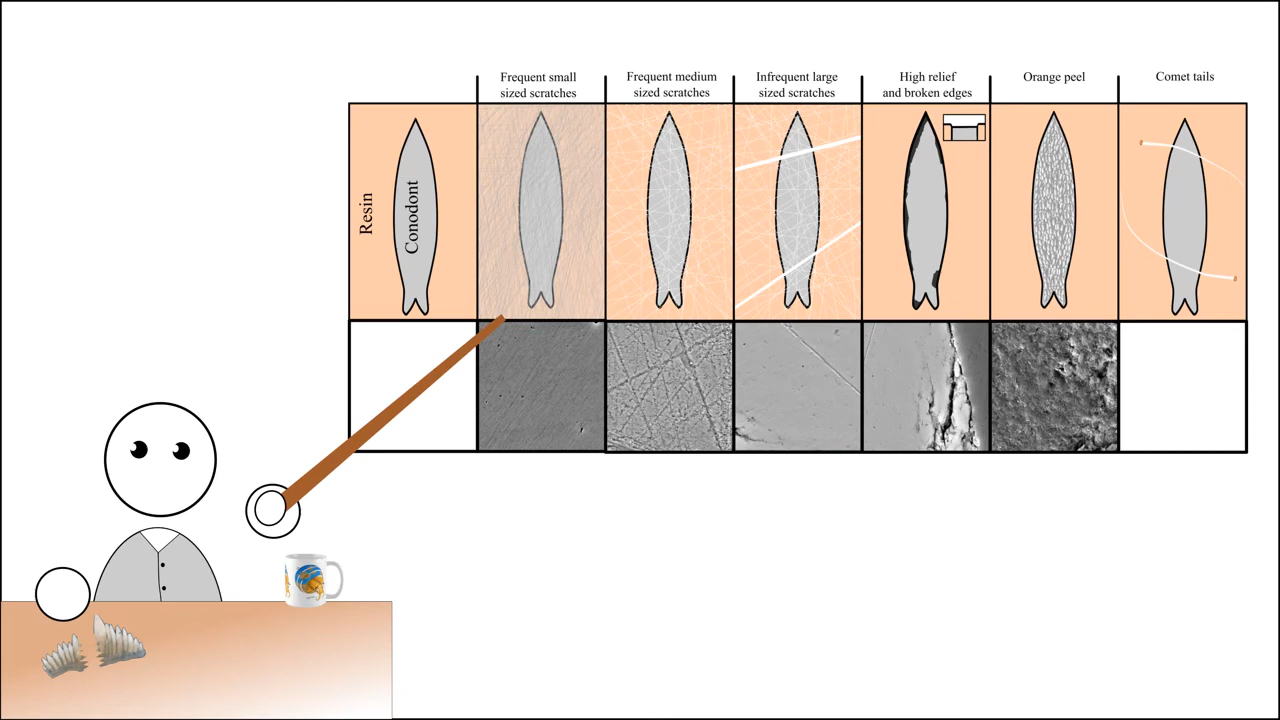 Frequent small
sized scratches
Frequent medium
sized scratches
Infrequent large
sized scratches
High relief
and broken edges
Orange peel
Comet tails
Resin
Conodont